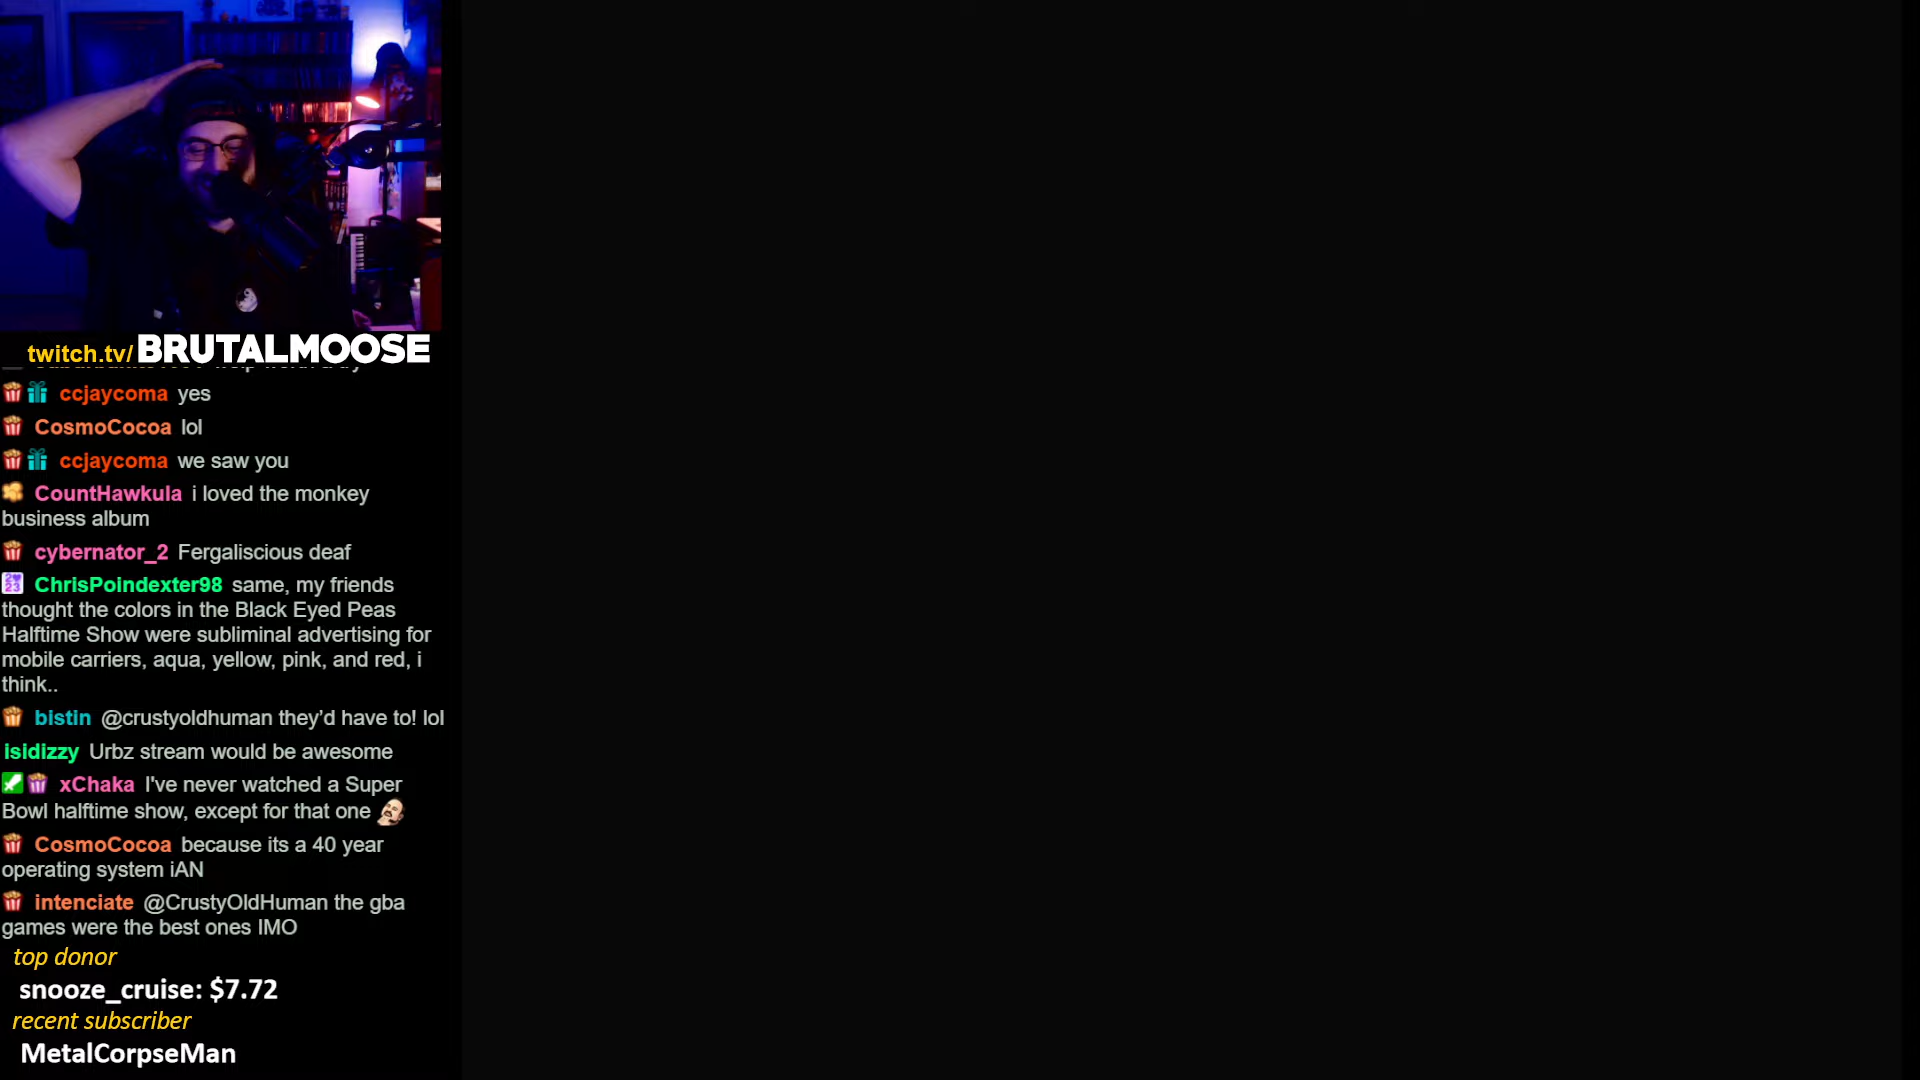 twitch.tv/BRUTALMOOSE
ccjaycoma yes
CosmoCocoa lol
ccjaycoma we saw you
CountHawkula i loved the monkey
business album
cybernator_2 Fergaliscious deaf
ChrisPoindexter98 same, my friends
thought the colors in the Black Eyed Peas
Halftime Show were subliminal advertising for
mobile carriers, aqua, yellow, pink, and red, i
think..
bistin @crustyoldhuman they'd have to! lol
isidizzy Urbz stream would be awesome
xChaka I've never watched a Super
Bowl halftime show, except for that one
CosmoCocoa because its a 40 year
operating system iAN
intenciate @CrustyOldHuman the gba
games were the best ones IMO
top donor
snooze_cruise: $7.72
recent subscriber
MetalCorpseMan